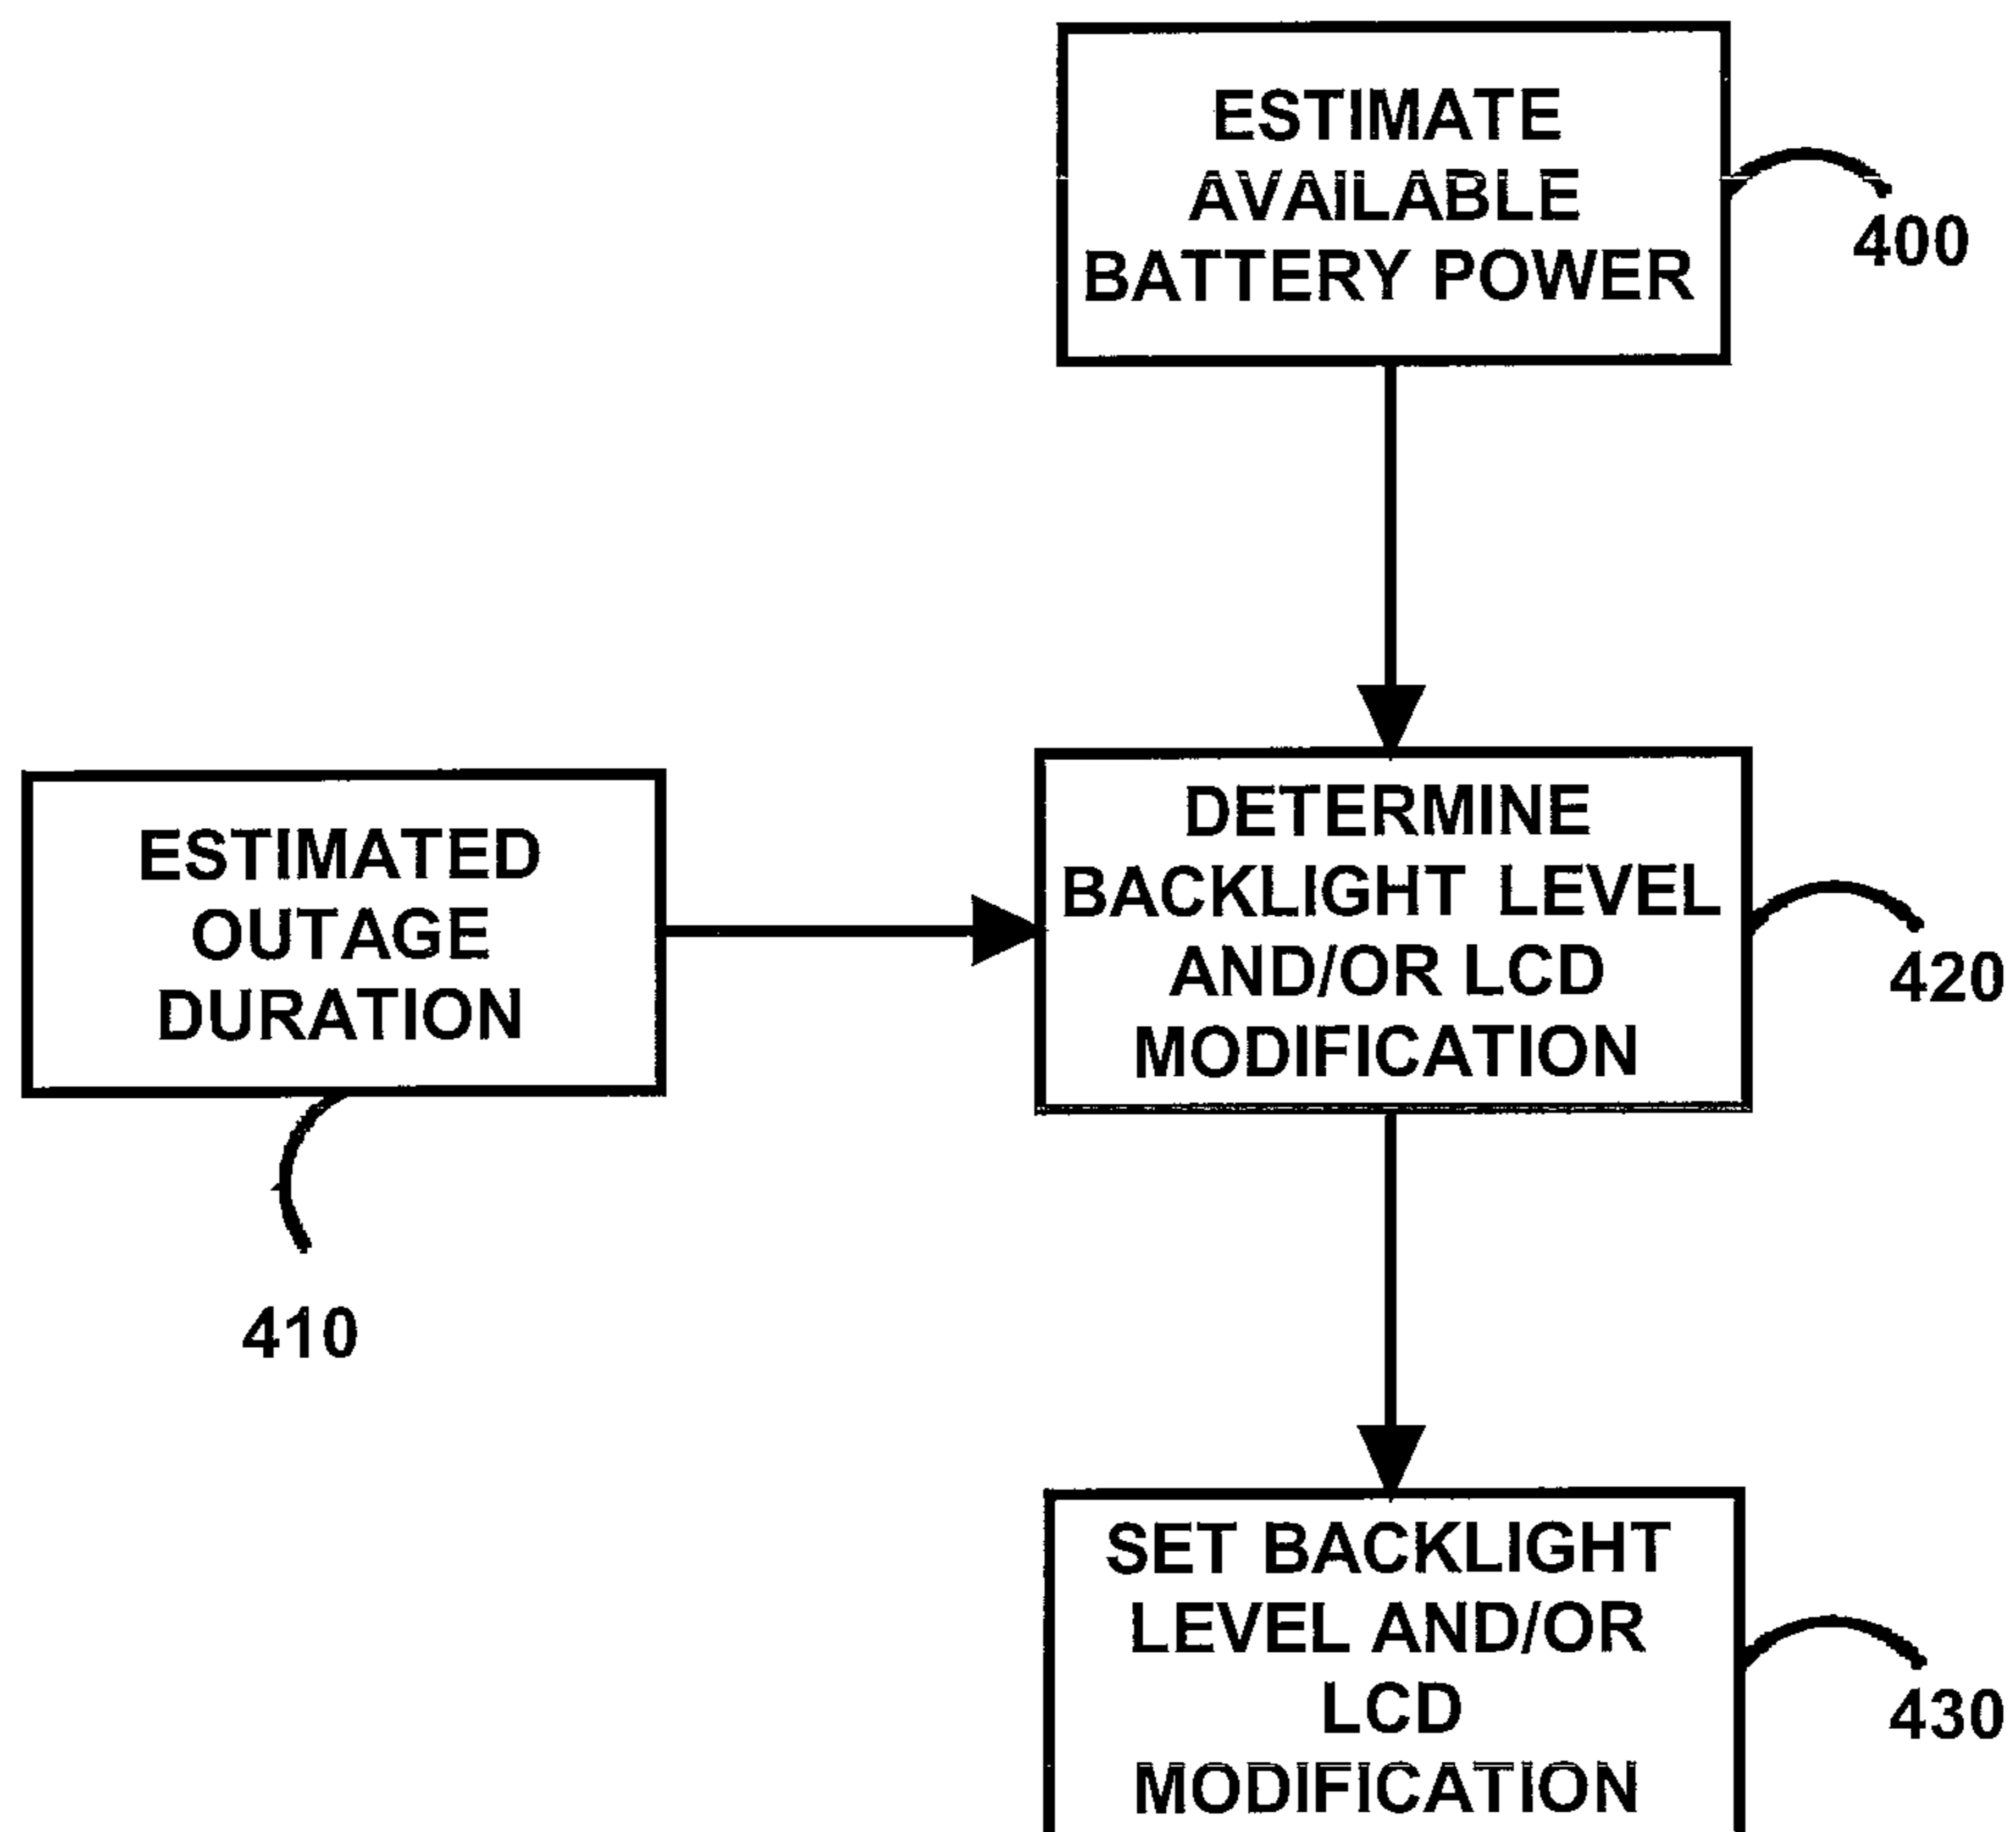 ESTIMATE
AVAILABLE
BATTERY POWER
400
ESTIMATED
OUTAGE
DURATION
410
DETERMINE
BACKLIGHT LEVEL
AND/OR LCD
MODIFICATION
420
SET BACKLIGHT
LEVEL AND/OR
LCD
MODIFICATION
430